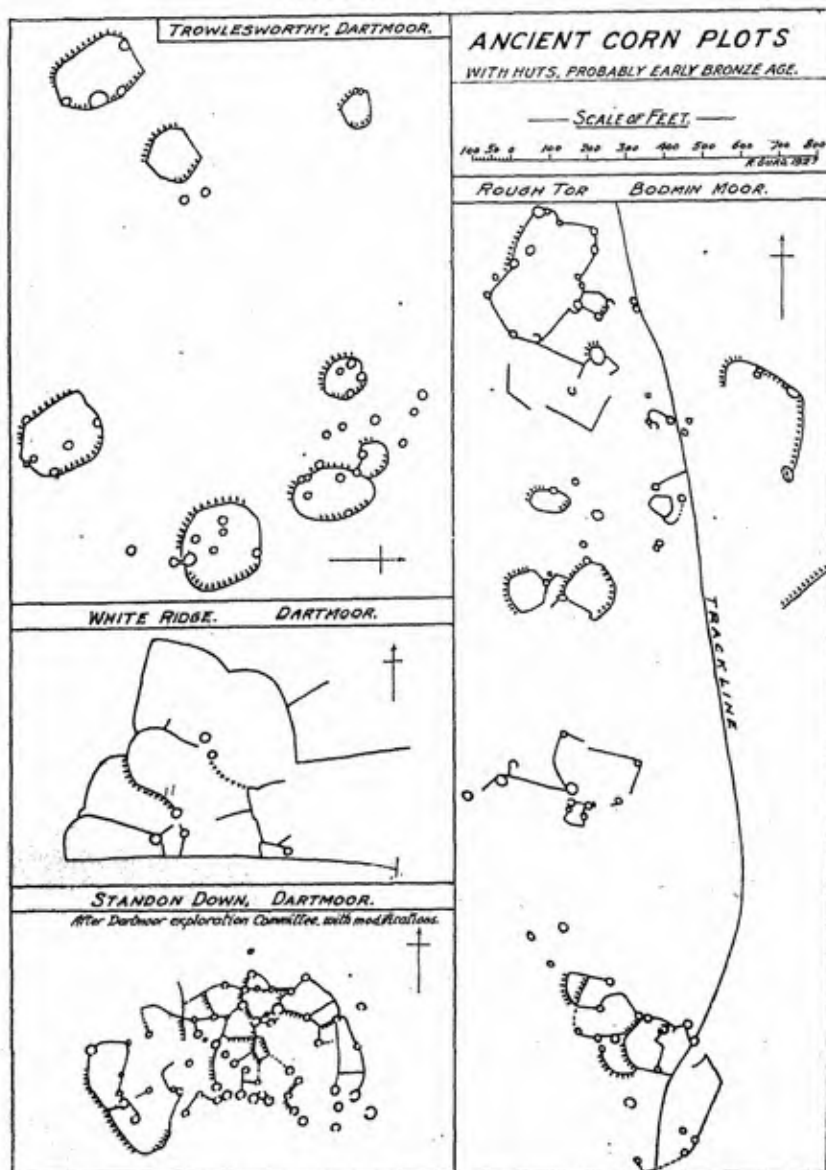 TROWLESWORTHY, DARTMOOR.
ANCIENT CORN PLOTS
WITH HUTS, PROBABLY EARLY BRONZE AGE.
SCALE OF FEET.
100 50 0 100 200 300 400 500 600 700 800
1927
ROUGH TOR BODMIN MOOR.
TRACKLINE
WHITE RIDGE. DARTMOOR.
STANDON DOWN, DARTMOOR.
After Dartmoor exploration Committee, with modifications.